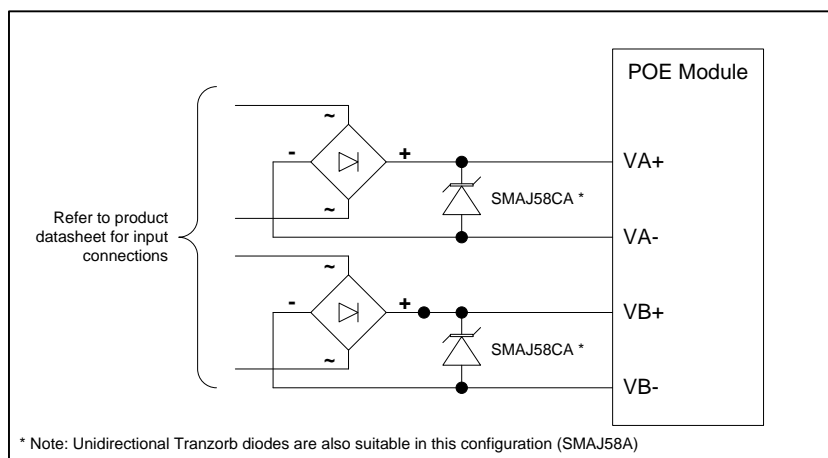 POE Module
~
- +
VA+
SMAJ58CA *
~
VA-
Refer to product
datasheet for input
connections
~
- +
VB+
SMAJ58CA *
~
VB-
* Note: Unidirectional Tranzorb diodes are also suitable in this configuration (SMAJ58A)